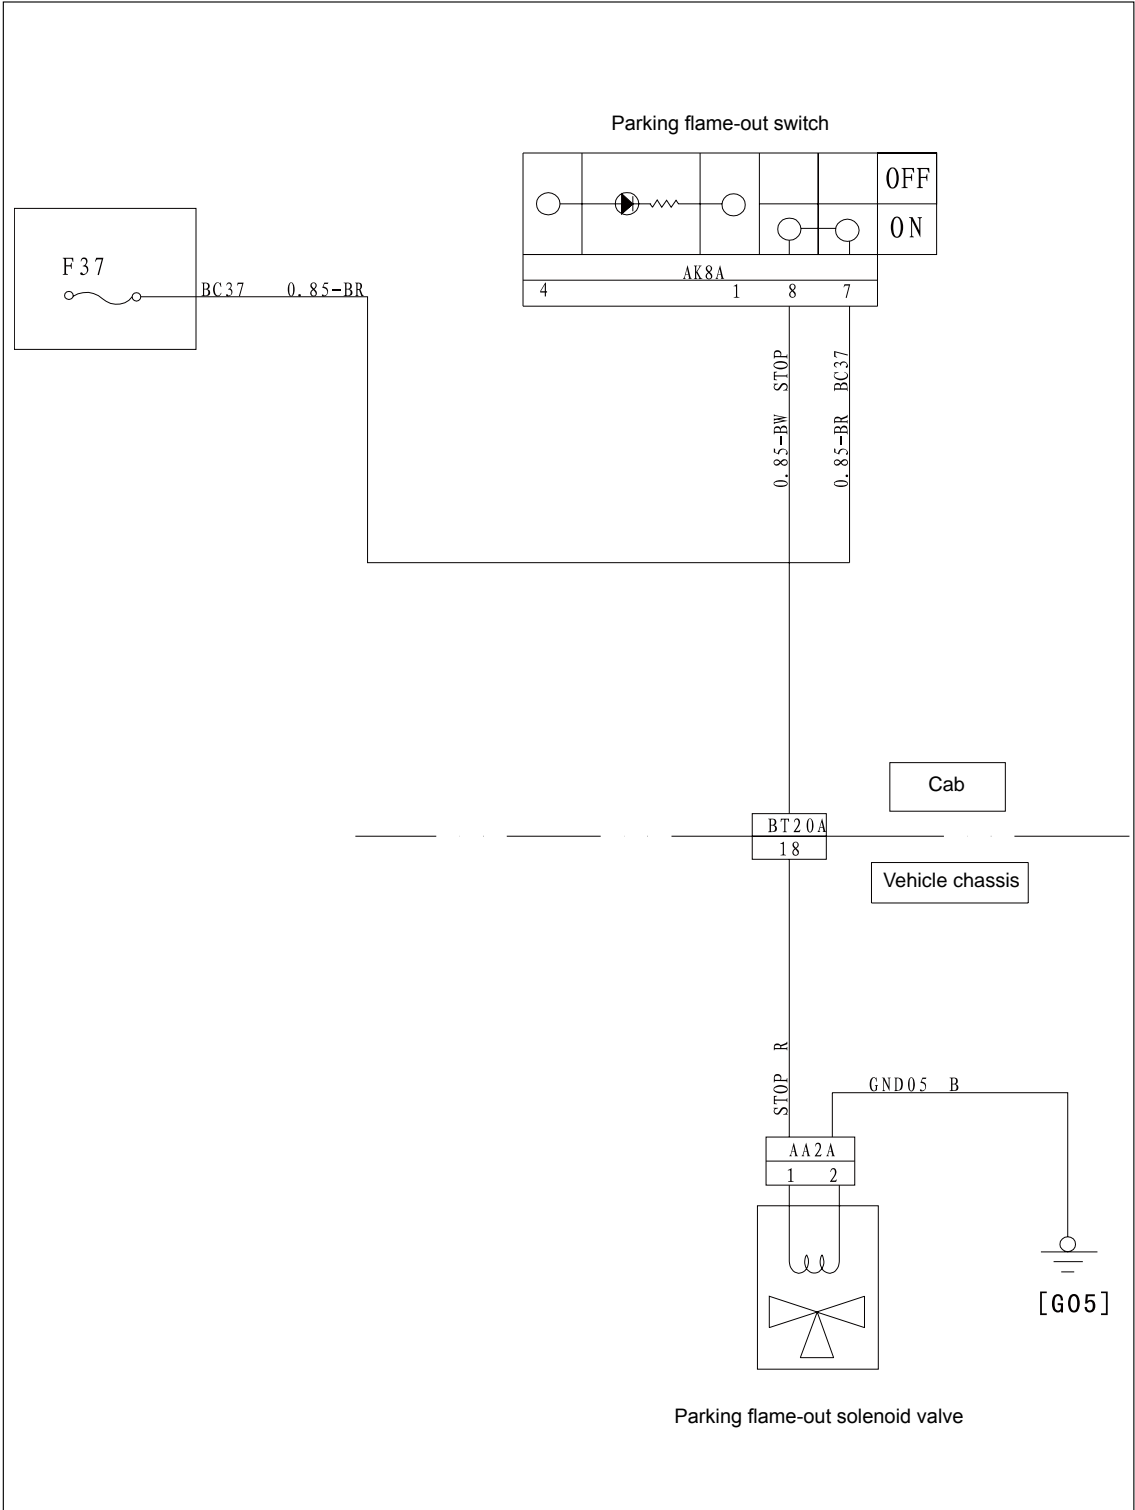 Parking flame-out switch
OFF
ON
F37
BC37 0.85-BR
AK8A
4 1 8 7
0.85-BW STOP
0.85-BR BC37
Cab
BT20A
18
Vehicle chassis
STOP R
GND05 B
AA2A
1 2
[G05]
Parking flame-out solenoid valve